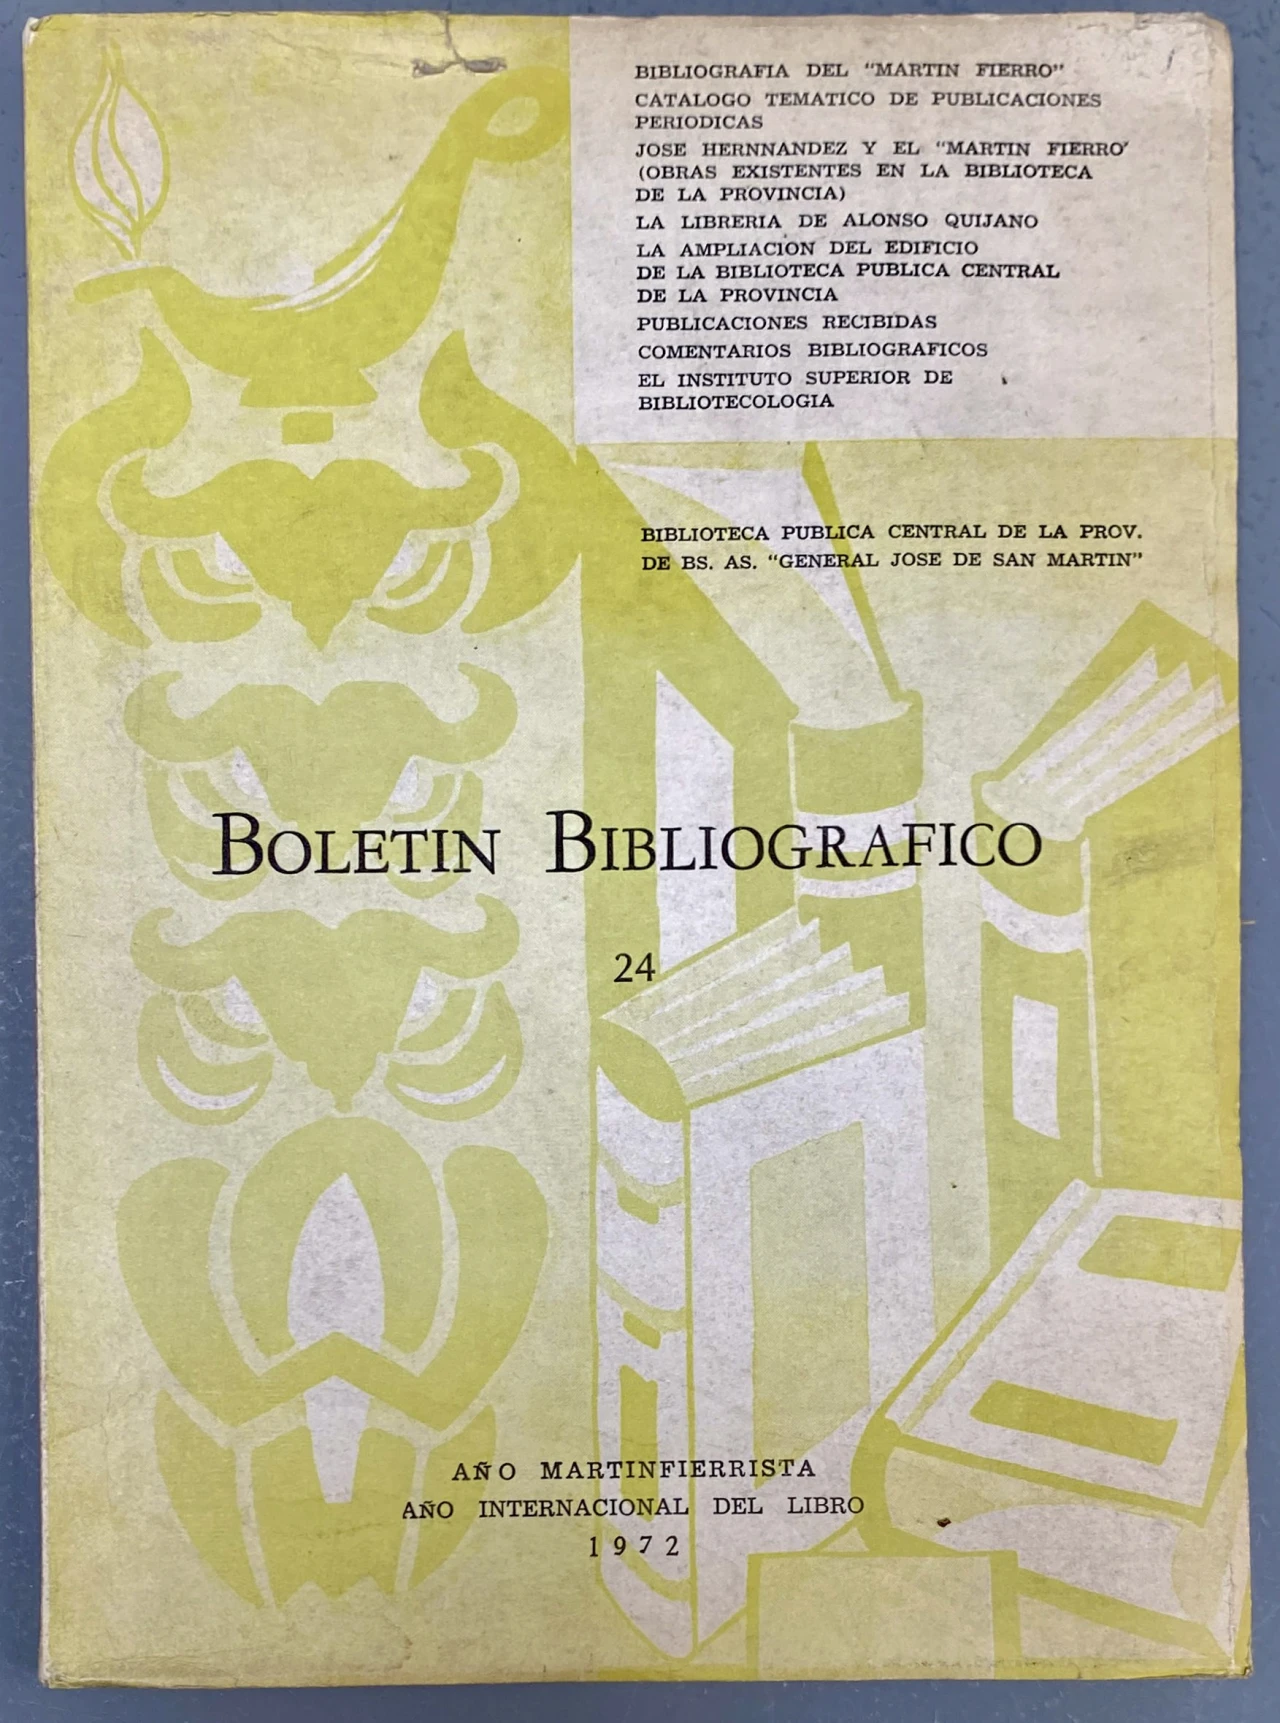 BIBLIOGRAFIA DEL "MARTIN FIERRO"
CATALOGO TEMATICO DE PUBLICACIONES
PERIODICAS
JOSE HERNNANDEZ Y EL "MARTIN FIERRO"
(OBRAS EXISTENTES EN LA BIBLIOTECA
DE LA PROVINCIA)
LA LIBRERIA DE ALONSO QUIJANO
LA AMPLIACION DEL EDIFICIO
DE LA BIBLIOTECA PUBLICA CENTRAL
DE LA PROVINCIA
PUBLICACIONES RECIBIDAS
COMENTARIOS BIBLIOGRAFICOS
EL INSTITUTO SUPERIOR DE
BIBLIOTECOLOGIA
BIBLIOTECA PUBLICA CENTRAL DE LA PROV.
DE BS. AS. "GENERAL JOSE DE SAN MARTIN"
BOLETIN BIBLIOGRAFICO
24
AÑO MARTINFIERRISTA
AÑO INTERNACIONAL DEL LIBRO
1972